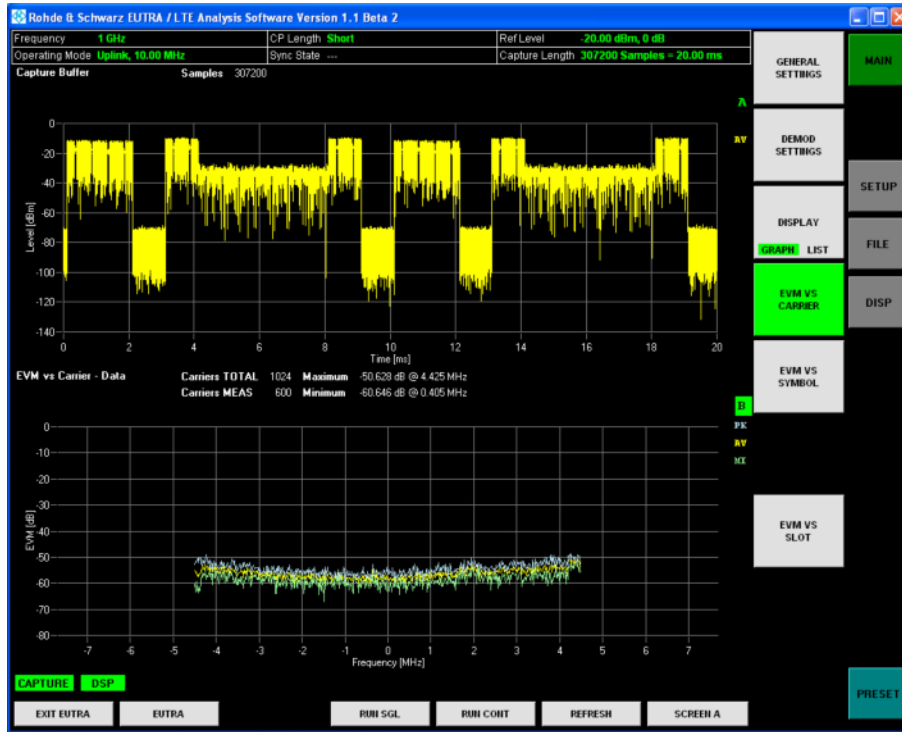 Rohde & Schwarz EUTRA / LTE Analysis Software Version 1.1 Beta 2
Frequency 1 GHz CP Length Short Ref Level -20.00 dBm, 0 dB
Operating Mode Uplink, 10.00 MHz Sync State --- Capture Length 307200 Samples = 20.00 ms
Capture Buffer Samples 307200
A
AV
0
-20
-40
-60
-80
-100
-120
-140
Level [dBm]
0 2 4 6 8 10 12 14 16 18 20
Time [ms]
EVM vs Carrier - Data Carriers TOTAL 1024 Maximum -50.628 dB @ 4.425 MHz
Carriers MEAS 600 Minimum -60.646 dB @ 0.405 MHz
B
PK
AV
MI
0
-10
-20
-30
-40
-50
-60
-70
-80
EVM [dB]
-7 -6 -5 -4 -3 -2 -1 0 1 2 3 4 5 6 7
Frequency [MHz]
CAPTURE DSP
EXIT EUTRA EUTRA RUN SGL RUN CONT REFRESH SCREEN A
GENERAL
SETTINGS
DEMOD
SETTINGS
DISPLAY
GRAPH LIST
EVM VS
CARRIER
EVM VS
SYMBOL
EVM VS
SLOT
MAIN
SETUP
FILE
DISP
PRESET